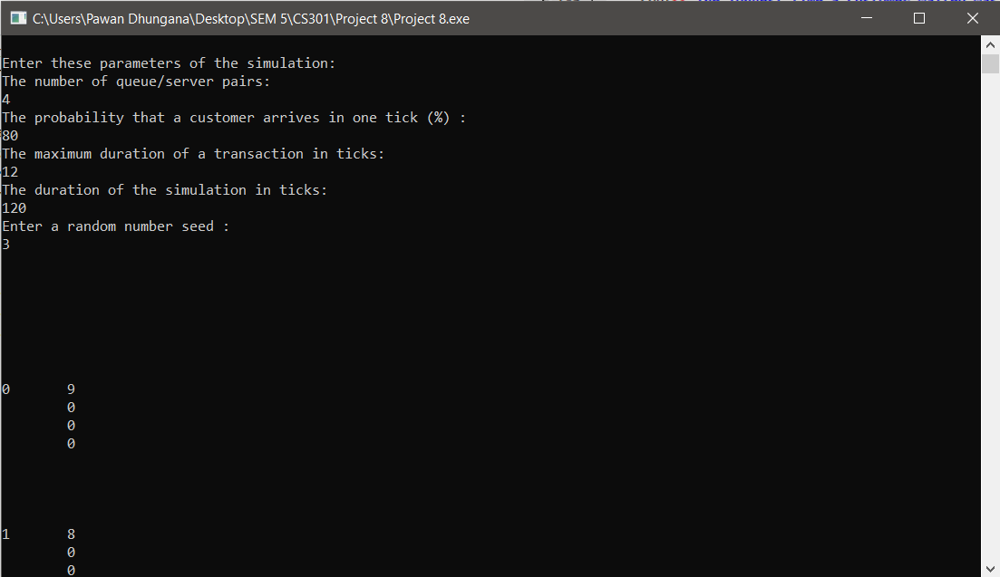 C:\Users\Pawan Dhungana\Desktop\SEM 5\CS301\Project 8\Project 8.exe
Enter these parameters of the simulation:
The number of queue/server pairs:
4
The probability that a customer arrives in one tick (%) :
80
The maximum duration of a transaction in ticks:
12
The duration of the simulation in ticks:
120
Enter a random number seed :
3
0 9
0
0
0
1 8
0
0